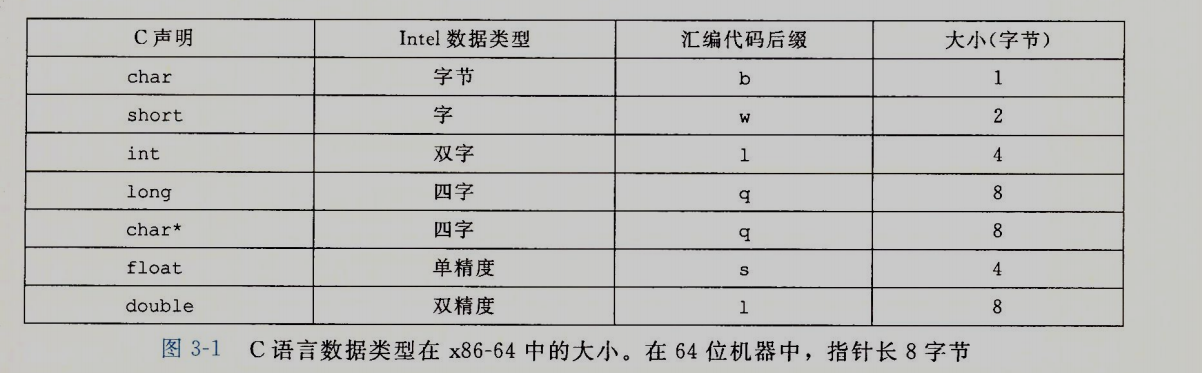 C声明 Intel 数据类型 汇编代码后缀 大小(字节)
char 字节 b 1
short 字 w 2
int 双字 l 4
long 四字 q 8
char* 四字 q 8
float 单精度 s 4
double 双精度 l 8
图 3-1 C 语言数据类型在 x86-64 中的大小。在 64 位机器中，指针长 8 字节